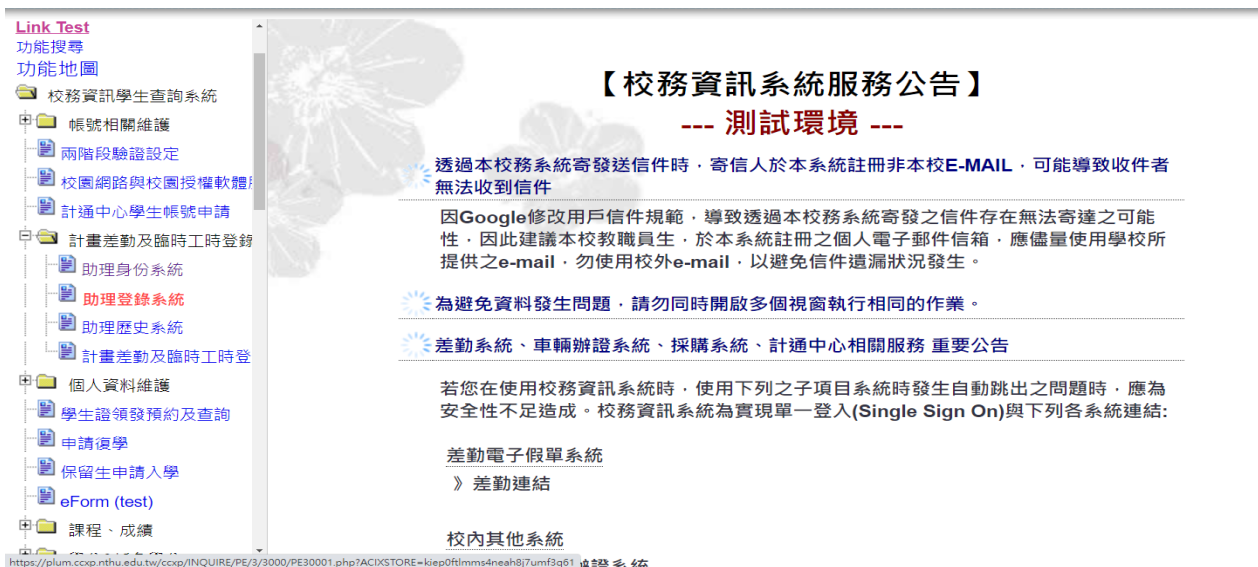 Link Test
功能搜尋
功能地圖
校務資訊學生查詢系統
帳號相關維護
兩階段驗證設定
校園網路與校園授權軟體
計通中心學生帳號申請
計畫差勤及臨時工時登錄
助理身份系統
助理登錄系統
助理歷史系統
計畫差勤及臨時工時登
個人資料維護
學生證領發預約及查詢
申請復學
保留生申請入學
eForm (test)
課程、成績
【校務資訊系統服務公告】
--- 測試環境 ---
透過本校務系統寄發送信件時，寄信人於本系統註冊非本校E-MAIL，可能導致收件者
無法收到信件
因Google修改用戶信件規範，導致透過本校務系統寄發之信件存在無法寄達之可能
性，因此建議本校教職員生，於本系統註冊之個人電子郵件信箱，應儘量使用學校所
提供之e-mail，勿使用校外e-mail，以避免信件遺漏狀況發生。
為避免資料發生問題，請勿同時開啟多個視窗執行相同的作業。
差勤系統、車輛辦證系統、採購系統、計通中心相關服務 重要公告
若您在使用校務資訊系統時，使用下列之子項目系統時發生自動跳出之問題時，應為
安全性不足造成。校務資訊系統為實現單一登入(Single Sign On)與下列各系統連結:
差勤電子假單系統
》差勤連結
校內其他系統
https://plum.ccxp.nthu.edu.tw/ccxp/INQUIRE/PE/3/3000/PE30001.php?ACIXSTORE=kiep0ftlmms4neah8j7umf3q61